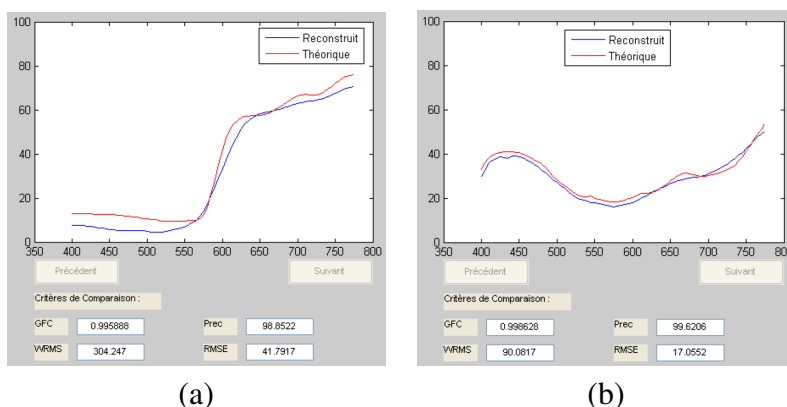 100
80
60
40
20
0
350 400 450 500 550 600 650 700 750 800
Reconstruit
Théorique
Précédent Suivant
Critères de Comparaison :
GFC 0.995888 Prec 98.8522
WRMS 304.247 RMSE 41.7917
(a)
100
80
60
40
20
0
350 400 450 500 550 600 650 700 750 800
Reconstruit
Théorique
Précédent Suivant
Critères de Comparaison :
GFC 0.998628 Prec 99.6206
WRMS 90.0817 RMSE 17.0552
(b)